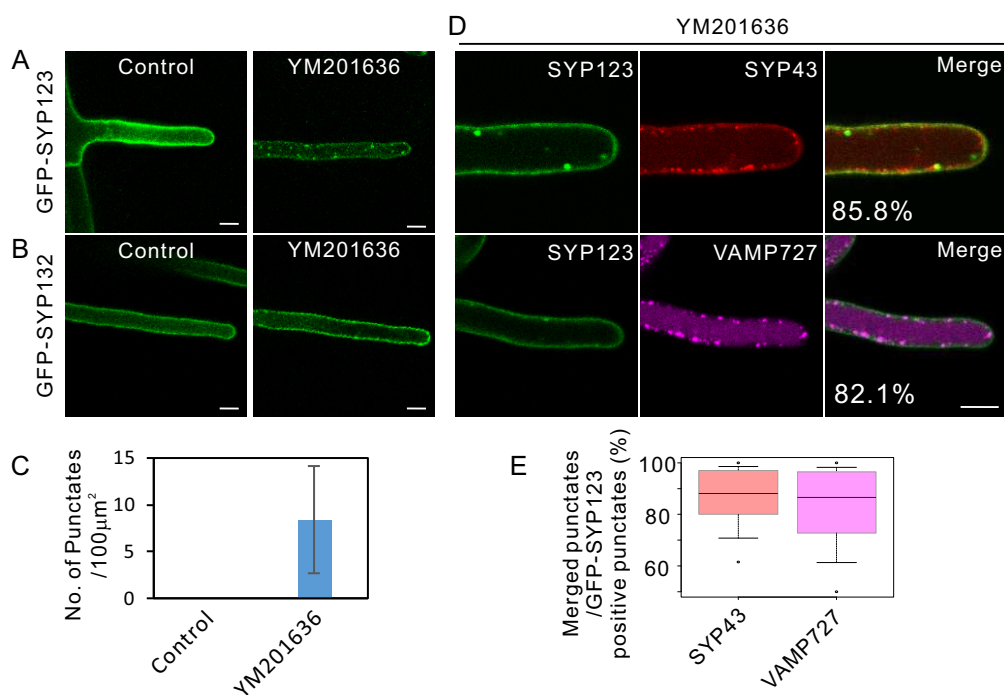 A
GFP-SYP123
Control
YM201636
B
GFP-SYP132
Control
YM201636
C
No. of Punctates
/100μm²
15
10
5
0
Control
YM201636
D
YM201636
SYP123
SYP43
Merge
85.8%
SYP123
VAMP727
Merge
82.1%
E
Merged punctates
/GFP-SYP123
positive punctates (%)
100
80
60
SYP43
VAMP727